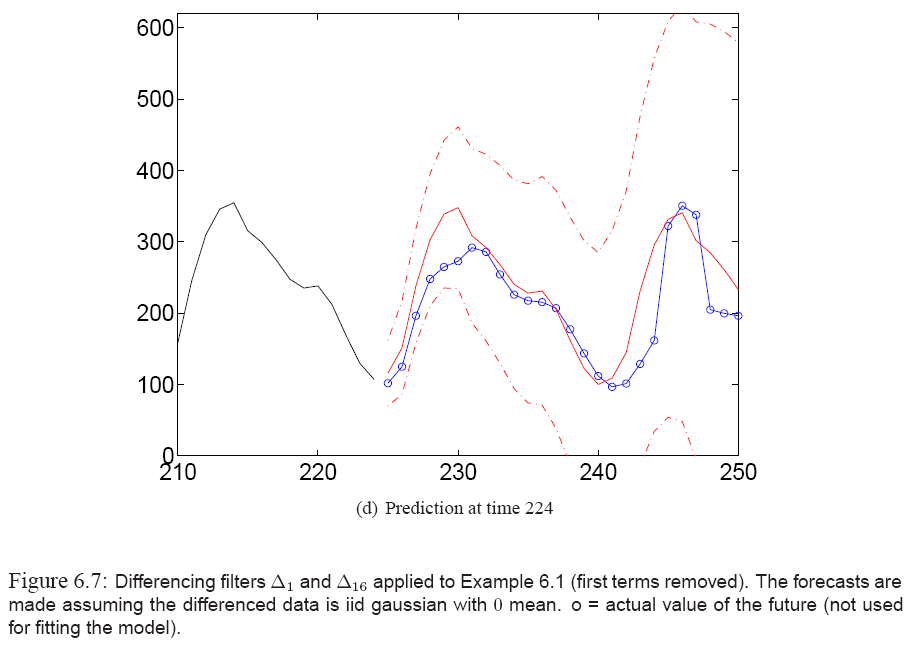 600
500
400
300
200
100
0
210 220 230 240 250
(d) Prediction at time 224
Figure 6.7: Differencing filters Δ₁ and Δ₁₆ applied to Example 6.1 (first terms removed). The forecasts are
made assuming the differenced data is iid gaussian with 0 mean. o = actual value of the future (not used
for fitting the model).